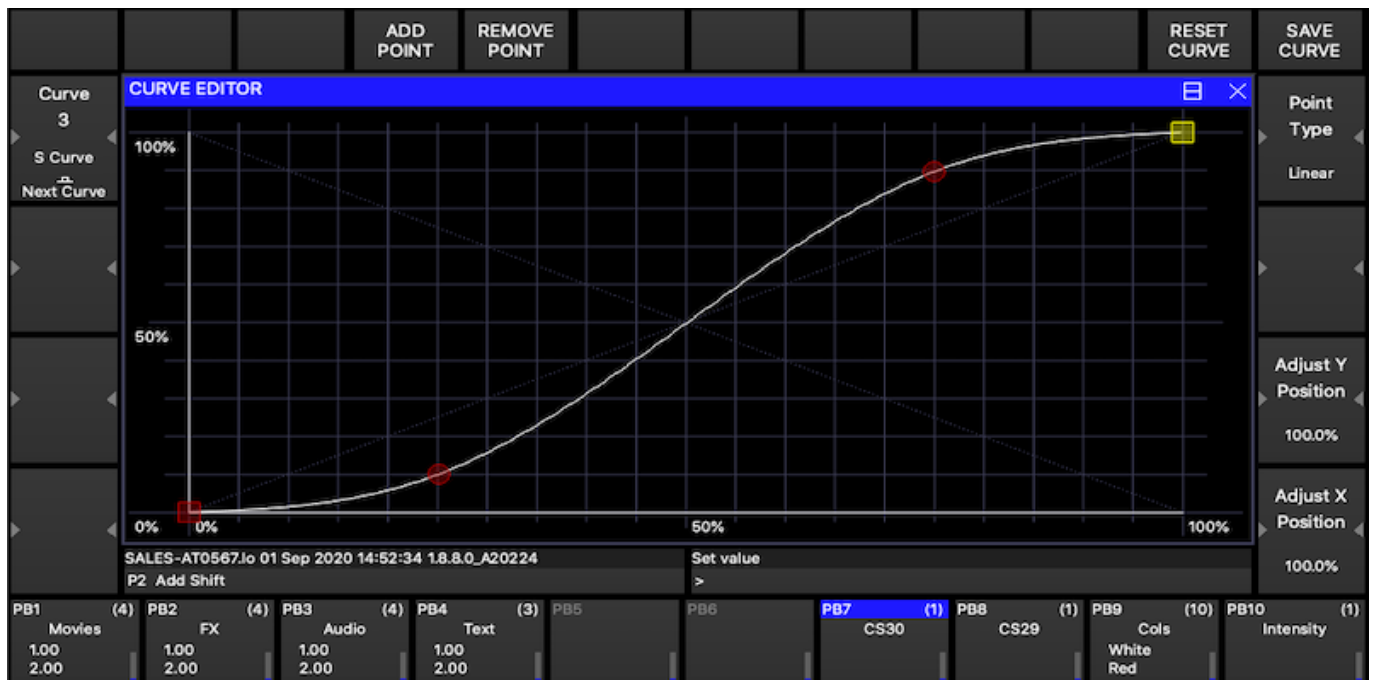 ADD
POINT
REMOVE
POINT
RESET
CURVE
SAVE
CURVE
Curve
3
S Curve
Next Curve
CURVE EDITOR
100%
50%
0%
0%
50%
100%
Point
Type
Linear
Adjust Y
Position
100.0%
Adjust X
Position
100.0%
SALES-AT0567.lo 01 Sep 2020 14:52:34 1.8.8.0_A20224
P2 Add Shift
Set value
>
PB1 (4)
Movies
1.00
2.00
PB2 (4)
FX
1.00
2.00
PB3 (4)
Audio
1.00
2.00
PB4 (3)
Text
1.00
2.00
PB5
PB6
PB7 (1)
CS30
PB8 (1)
CS29
PB9 (10)
Cols
White
Red
PB10 (1)
Intensity